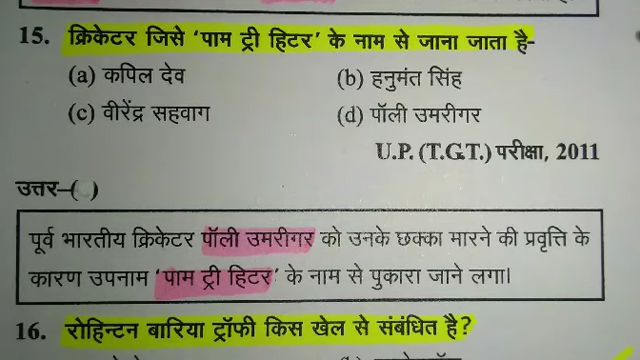 15. क्रिकेटर जिसे ‘पाम ट्री हिटर’ के नाम से जाना जाता है-
(a) कपिल देव (b) हनुमंत सिंह
(c) वीरेंद्र सहवाग (d) पॉली उमरीगर
U.P. (T.G.T.) परीक्षा, 2011
उत्तर–( )
पूर्व भारतीय क्रिकेटर पॉली उमरीगर को उनके छक्का मारने की प्रवृत्ति के
कारण उपनाम ‘पाम ट्री हिटर’ के नाम से पुकारा जाने लगा।
16. रोहिन्टन बारिया ट्रॉफी किस खेल से संबंधित है?